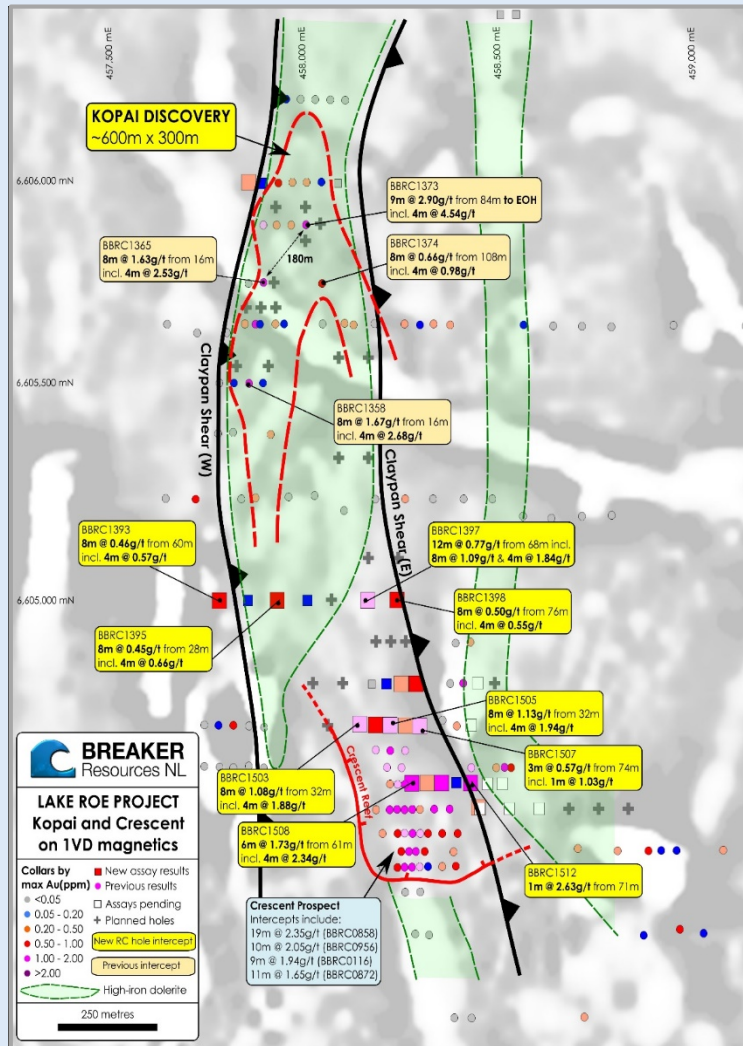 457,500 mE
458,000 mE
458,500 mE
459,000 mE
KOPAI DISCOVERY
~600m x 300m
6,606,000 mN
BBRC1373
9m @ 2.90g/t from 84m to EOH
incl. 4m @ 4.54g/t
BBRC1365
8m @ 1.63g/t from 16m
incl. 4m @ 2.53g/t
180m
BBRC1374
8m @ 0.66g/t from 108m
incl. 4m @ 0.98g/t
Claypan Shear (W)
6,605,500 mN
BBRC1358
8m @ 1.67g/t from 16m
incl. 4m @ 2.68g/t
Claypan Shear (E)
BBRC1393
8m @ 0.46g/t from 60m
incl. 4m @ 0.57g/t
BBRC1397
12m @ 0.77g/t from 68m incl.
8m @ 1.09g/t & 4m @ 1.84g/t
6,605,000 mN
BBRC1395
8m @ 0.45g/t from 28m
incl. 4m @ 0.66g/t
BBRC1398
8m @ 0.50g/t from 76m
incl. 4m @ 0.55g/t
BBRC1505
8m @ 1.13g/t from 32m
incl. 4m @ 1.94g/t
BBRC1507
3m @ 0.57g/t from 74m
incl. 1m @ 1.03g/t
Crescent Reef
BBRC1503
8m @ 1.08g/t from 32m
incl. 4m @ 1.88g/t
BBRC1508
6m @ 1.73g/t from 61m
incl. 4m @ 2.34g/t
BBRC1512
1m @ 2.63g/t from 71m
Crescent Prospect
Intercepts include:
19m @ 2.35g/t (BBRC0858)
10m @ 2.05g/t (BBRC0956)
9m @ 1.94g/t (BBRC0116)
11m @ 1.65g/t (BBRC0872)
BREAKER
Resources NL
LAKE ROE PROJECT
Kopai and Crescent
on 1VD magnetics
Collars by
max Au(ppm)
<0.05
0.05 - 0.20
0.20 - 0.50
0.50 - 1.00
1.00 - 2.00
>2.00
New assay results
Previous results
Assays pending
Planned holes
New RC hole intercept
Previous intercept
High-iron dolerite
250 metres